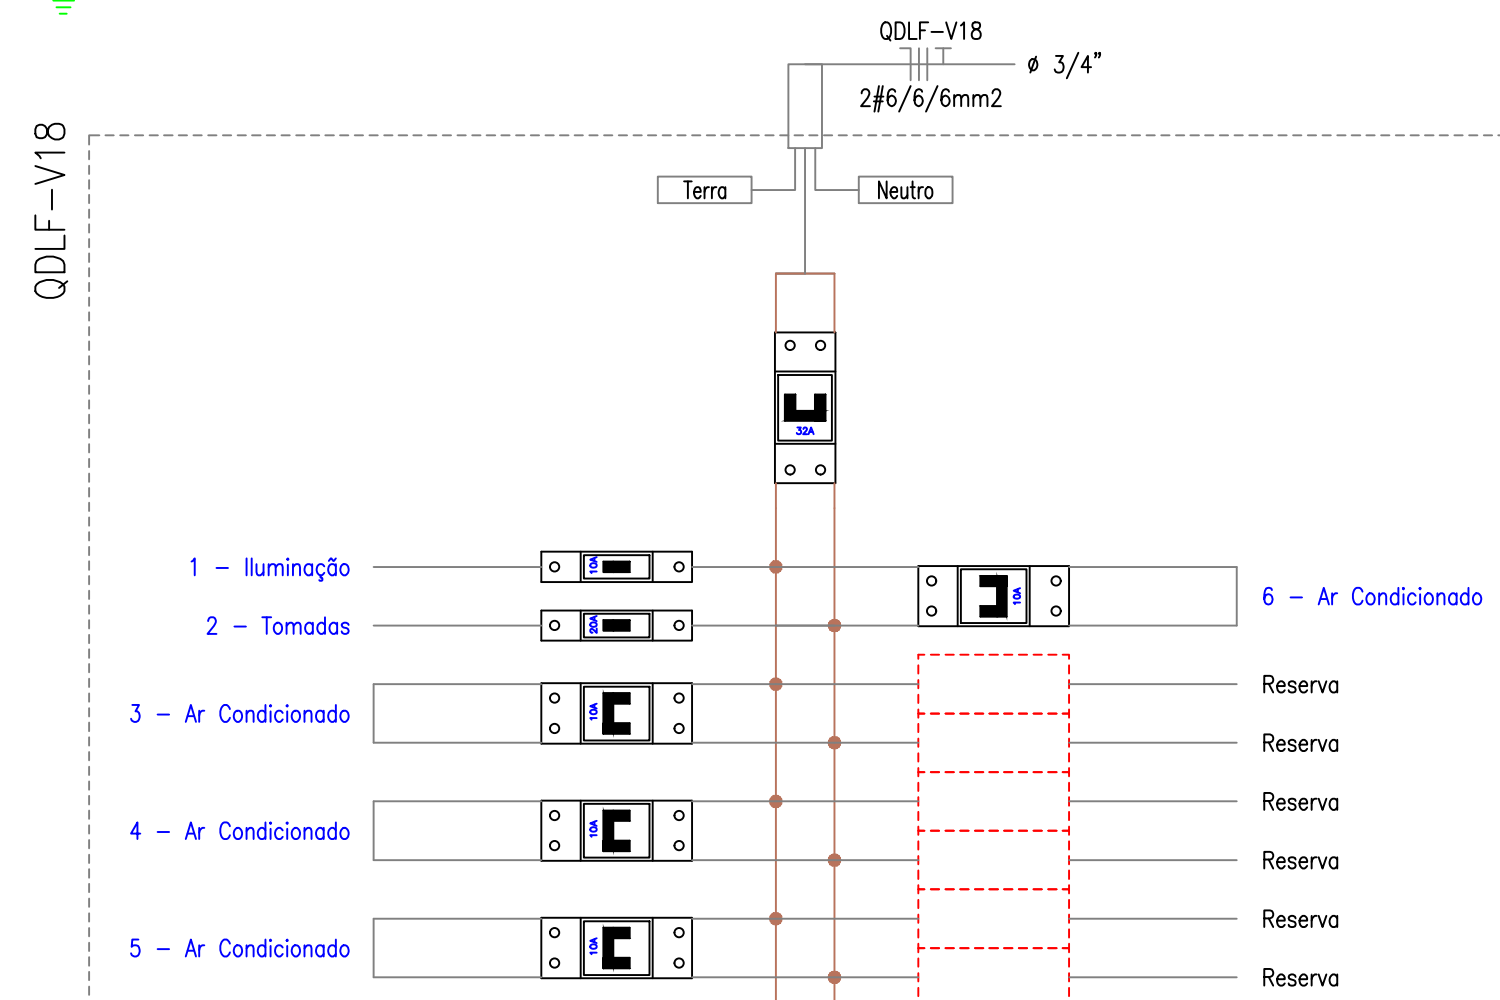 QDLF-V18
ø 3/4"
2#6/6/6mm2
QDLF-V18
Terra
Neutro
32A
1 - Iluminação
10A
2 - Tomadas
20A
10A
6 - Ar Condicionado
3 - Ar Condicionado
10A
Reserva
Reserva
4 - Ar Condicionado
10A
Reserva
Reserva
5 - Ar Condicionado
10A
Reserva
Reserva